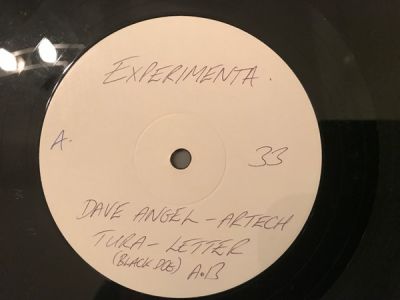 EXPERIMENTA.
A.
33
DAVE ANGEL - ARTECH
TURA - LETTER
(BLACK DOG) A.B